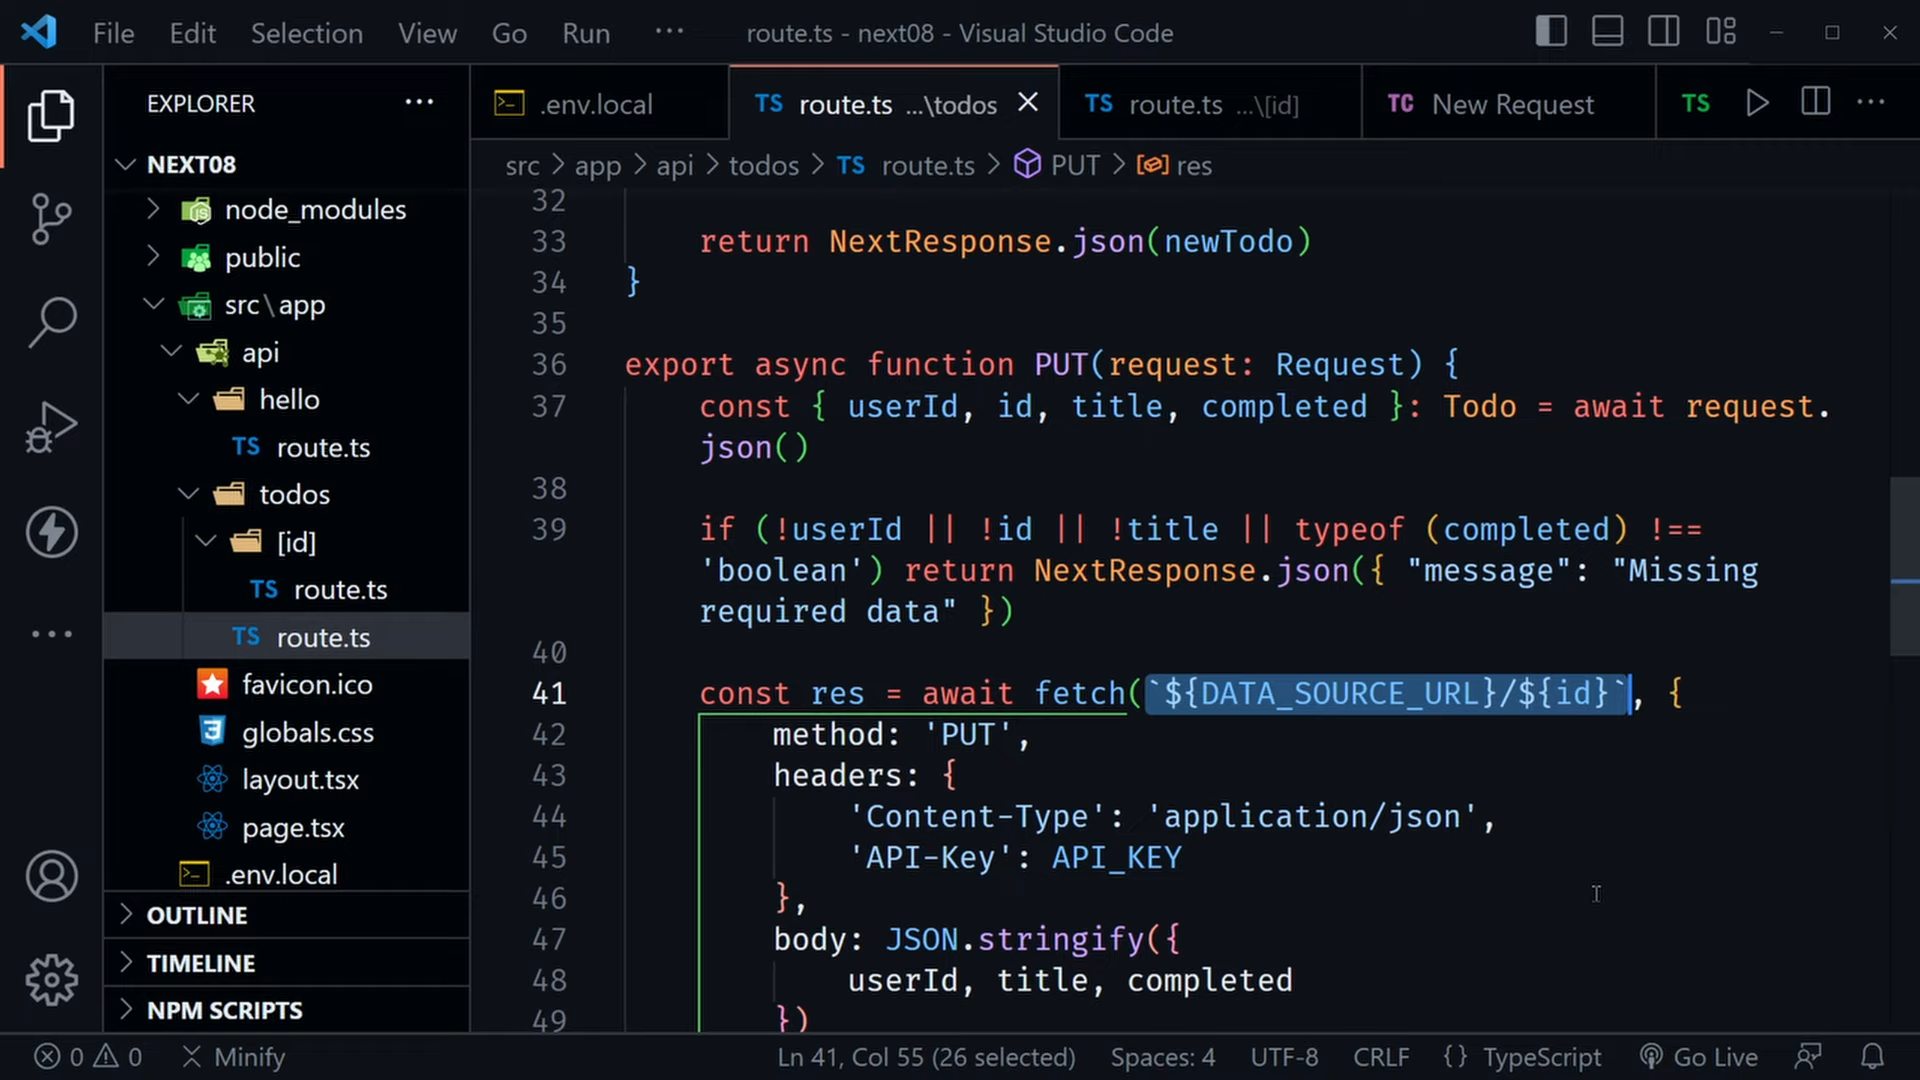 File Edit Selection View Go Run ··· route.ts - next08 - Visual Studio Code
EXPLORER ···
NEXT08
node_modules
public
src\app
api
hello
TS route.ts
todos
[id]
TS route.ts
TS route.ts
favicon.ico
globals.css
layout.tsx
page.tsx
.env.local
OUTLINE
TIMELINE
NPM SCRIPTS
.env.local
TS route.ts ...\todos
TS route.ts ...\[id]
TC New Request
TS ···
src > app > api > todos > TS route.ts > PUT > res
32
33 return NextResponse.json(newTodo)
34 }
35
36 export async function PUT(request: Request) {
37 const { userId, id, title, completed }: Todo = await request.
json()
38
39 if (!userId || !id || !title || typeof (completed) !==
'boolean') return NextResponse.json({ "message": "Missing
required data" })
40
41 const res = await fetch(`${DATA_SOURCE_URL}/${id}`, {
42 method: 'PUT',
43 headers: {
44 'Content-Type': 'application/json',
45 'API-Key': API_KEY
46 },
47 body: JSON.stringify({
48 userId, title, completed
49 })
0 0 Minify Ln 41, Col 55 (26 selected) Spaces: 4 UTF-8 CRLF {} TypeScript Go Live